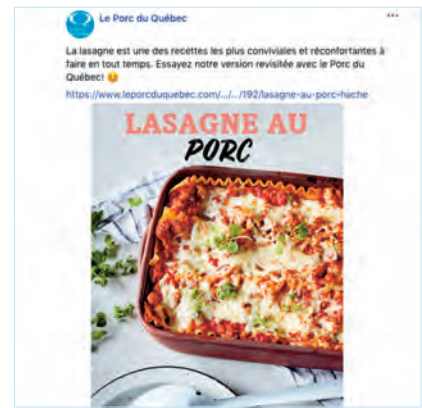 Le Porc du Québec
La lasagne est une des recettes les plus conviviales et réconfortantes à
faire en tout temps. Essayez notre version revisitée avec le Porc du
Québec! 😊
https://www.leporcduquebec.com/.../.../192/lasagne-au-porc-hache
LASAGNE AU
PORC